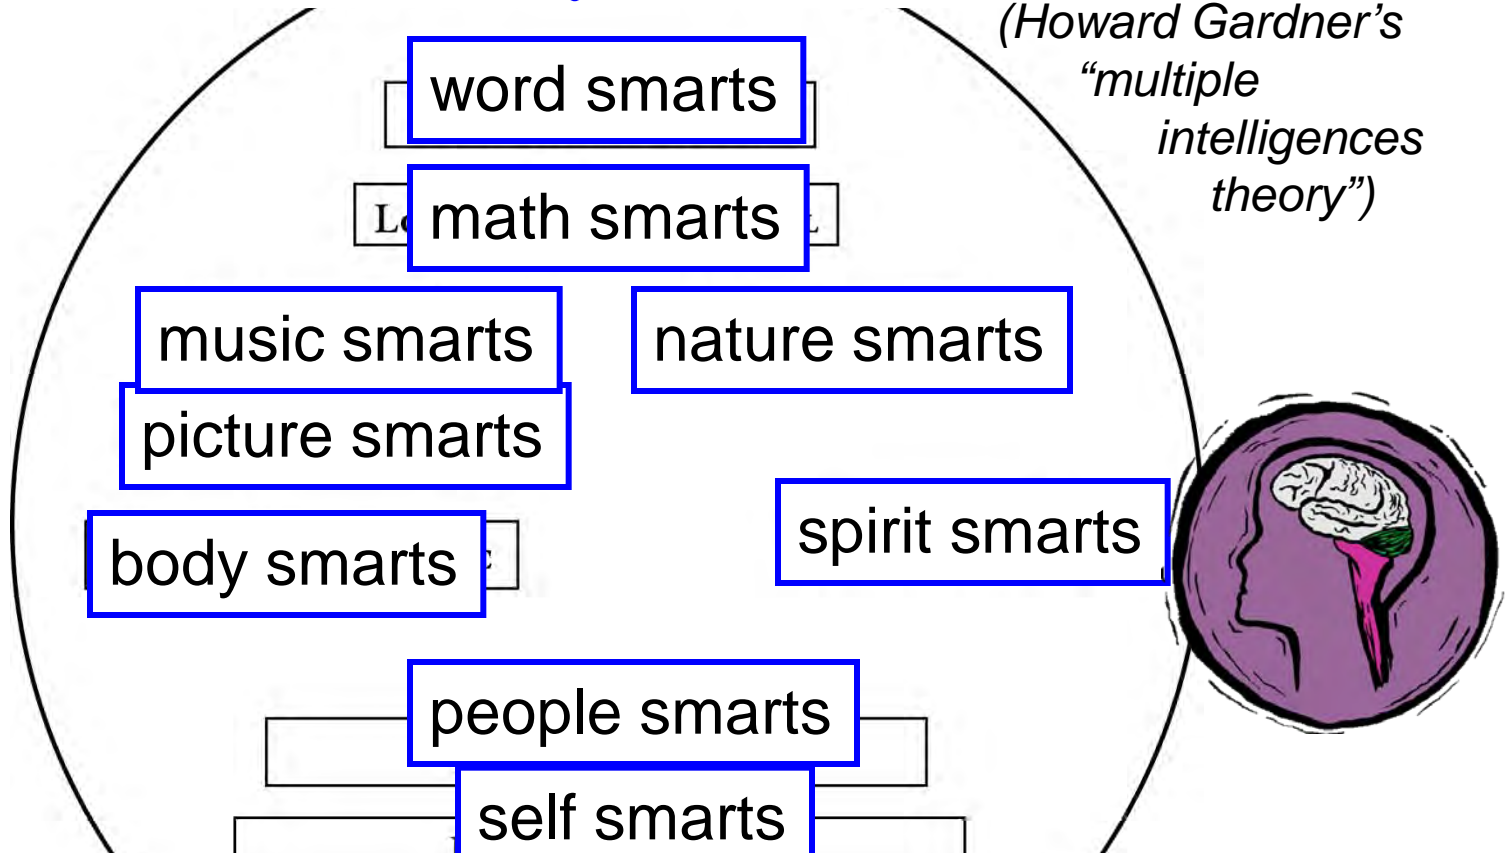 (Howard Gardner’s
“multiple
intelligences
theory”)
word smarts
math smarts
music smarts
nature smarts
picture smarts
spirit smarts
body smarts
people smarts
self smarts